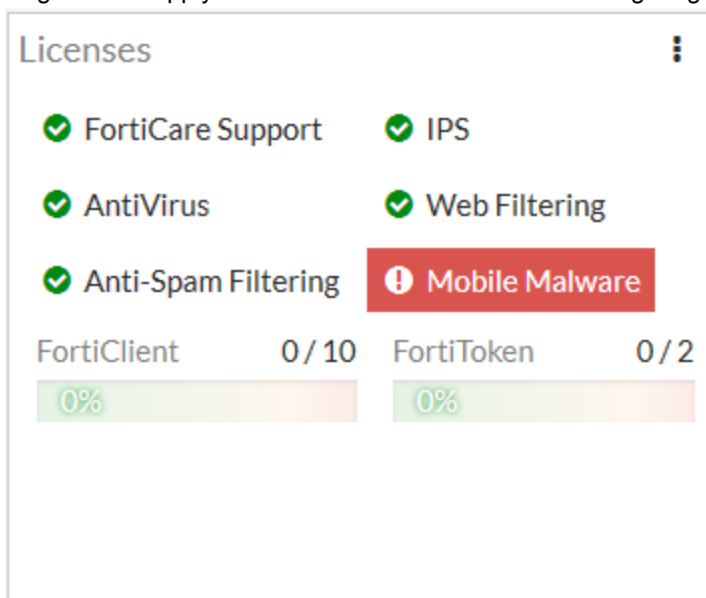 Licenses
FortiCare Support
IPS
AntiVirus
Web Filtering
Anti-Spam Filtering
Mobile Malware
FortiClient 0 / 10
FortiToken 0 / 2
0%
0%